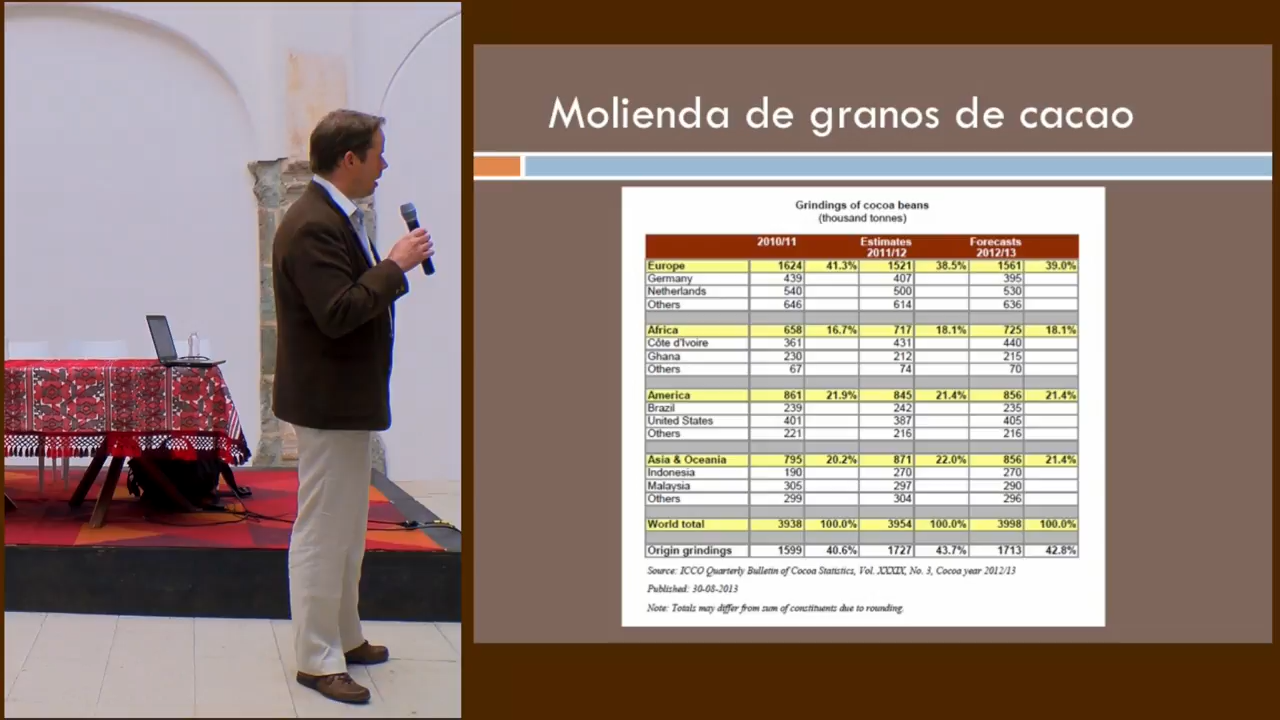 Molienda de granos de cacao
Grindings of cocoa beans
(thousand tonnes)
2010/11 Estimates 2011/12 Forecasts 2012/13
Europe 1624 41.3% 1521 38.5% 1561 39.0%
Germany 439 407 395
Netherlands 540 500 530
Others 646 614 636
Africa 658 16.7% 717 18.1% 725 18.1%
Côte d'Ivoire 361 431 440
Ghana 230 212 215
Others 67 74 70
America 861 21.9% 845 21.4% 856 21.4%
Brazil 239 242 235
United States 401 387 405
Others 221 216 216
Asia & Oceania 795 20.2% 871 22.0% 856 21.4%
Indonesia 190 270 270
Malaysia 305 297 290
Others 299 304 296
World total 3938 100.0% 3954 100.0% 3998 100.0%
Origin grindings 1599 40.6% 1727 43.7% 1713 42.8%
Source: ICCO Quarterly Bulletin of Cocoa Statistics, Vol. XXXIX, No. 3, Cocoa year 2012/13
Published: 30-08-2013
Note: Totals may differ from sum of constituents due to rounding.